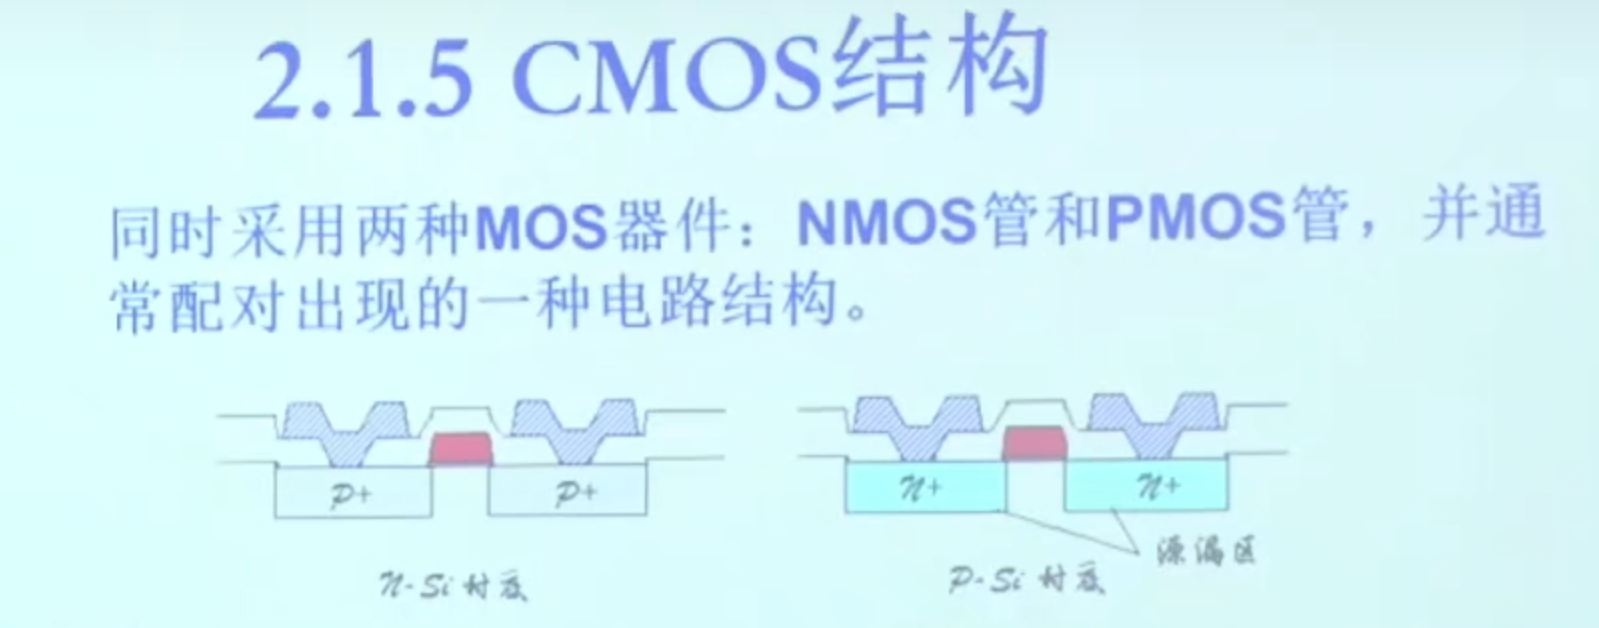 2.1.5 CMOS结构
同时采用两种MOS器件：NMOS管和PMOS管，并通
常配对出现的一种电路结构。
P+
P+
N+
N+
源漏区
N-Si 衬底
P-Si 衬底